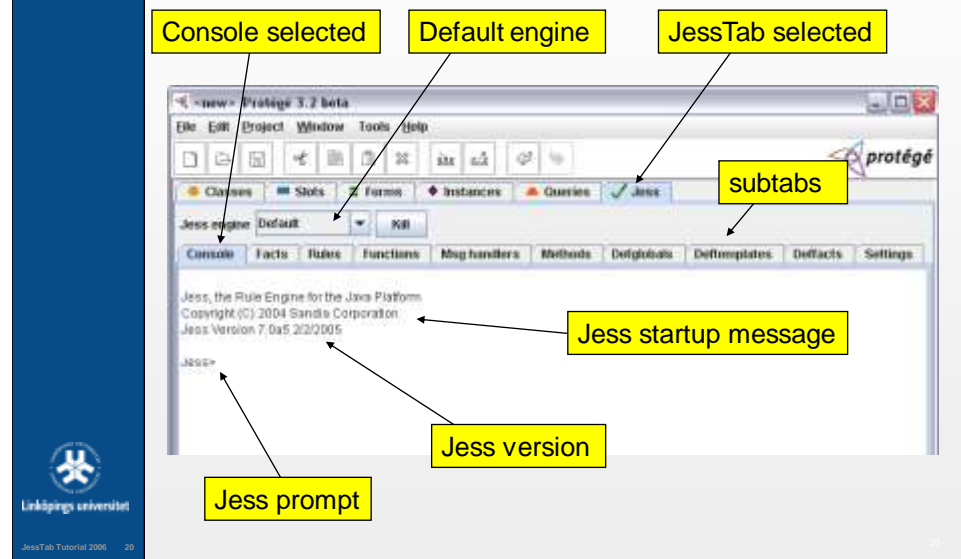 Console selected
Default engine
JessTab selected
<new> Protégé 3.2 beta
File Edit Project Window Tools Help
protégé
Classes Slots Forms Instances Queries Jess
subtabs
Jess engine Default Kill
Console Facts Rules Functions Msg handlers Methods Defglobals Deftemplates Deffacts Settings
Jess, the Rule Engine for the Java Platform
Copyright (C) 2004 Sandia Corporation
Jess Version 7.0a5 2/2/2005
Jess startup message
Jess>
Jess version
Jess prompt
Linköpings universitet
JessTab Tutorial 2006 20
20